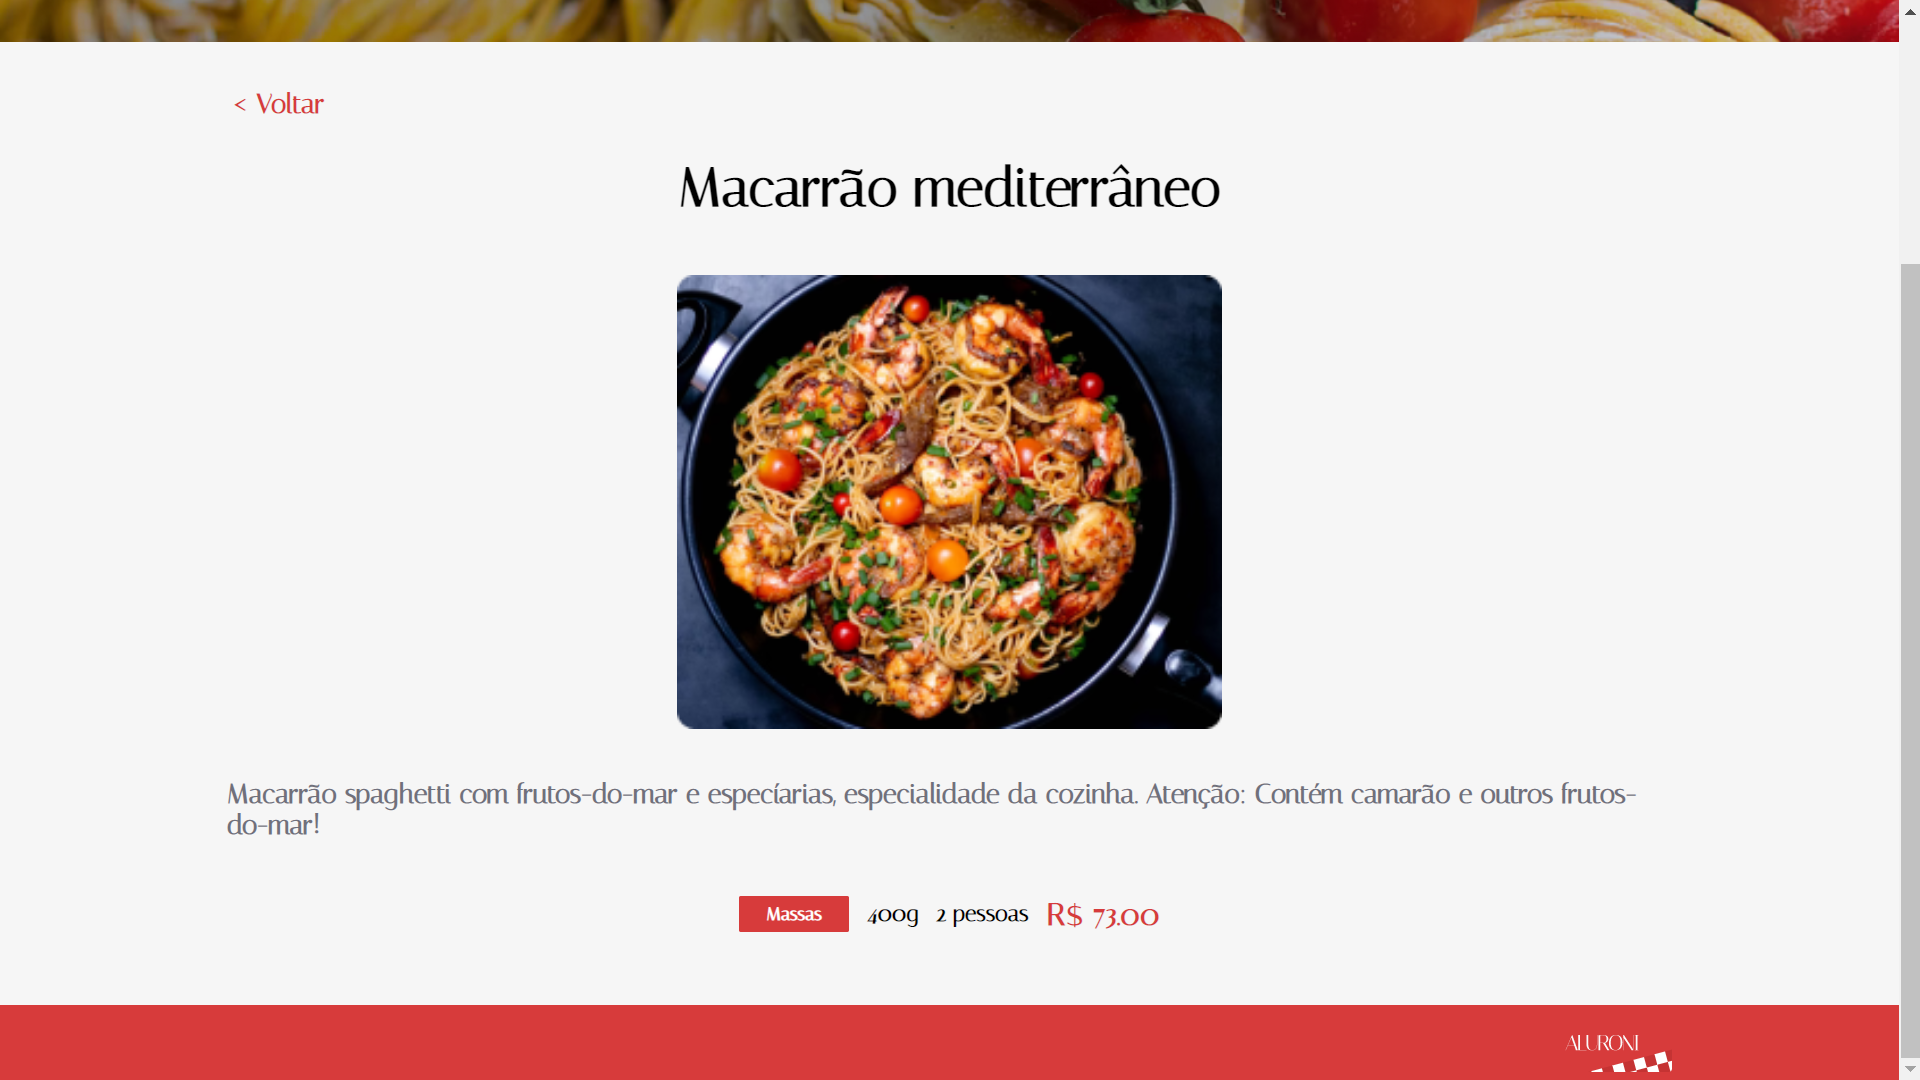 < Voltar
Macarrão mediterrâneo
Macarrão spaghetti com frutos-do-mar e especíarias, especialidade da cozinha. Atenção: Contém camarão e outros frutos-
do-mar!
Massas 400g 2 pessoas R$ 73.00
ALURONI